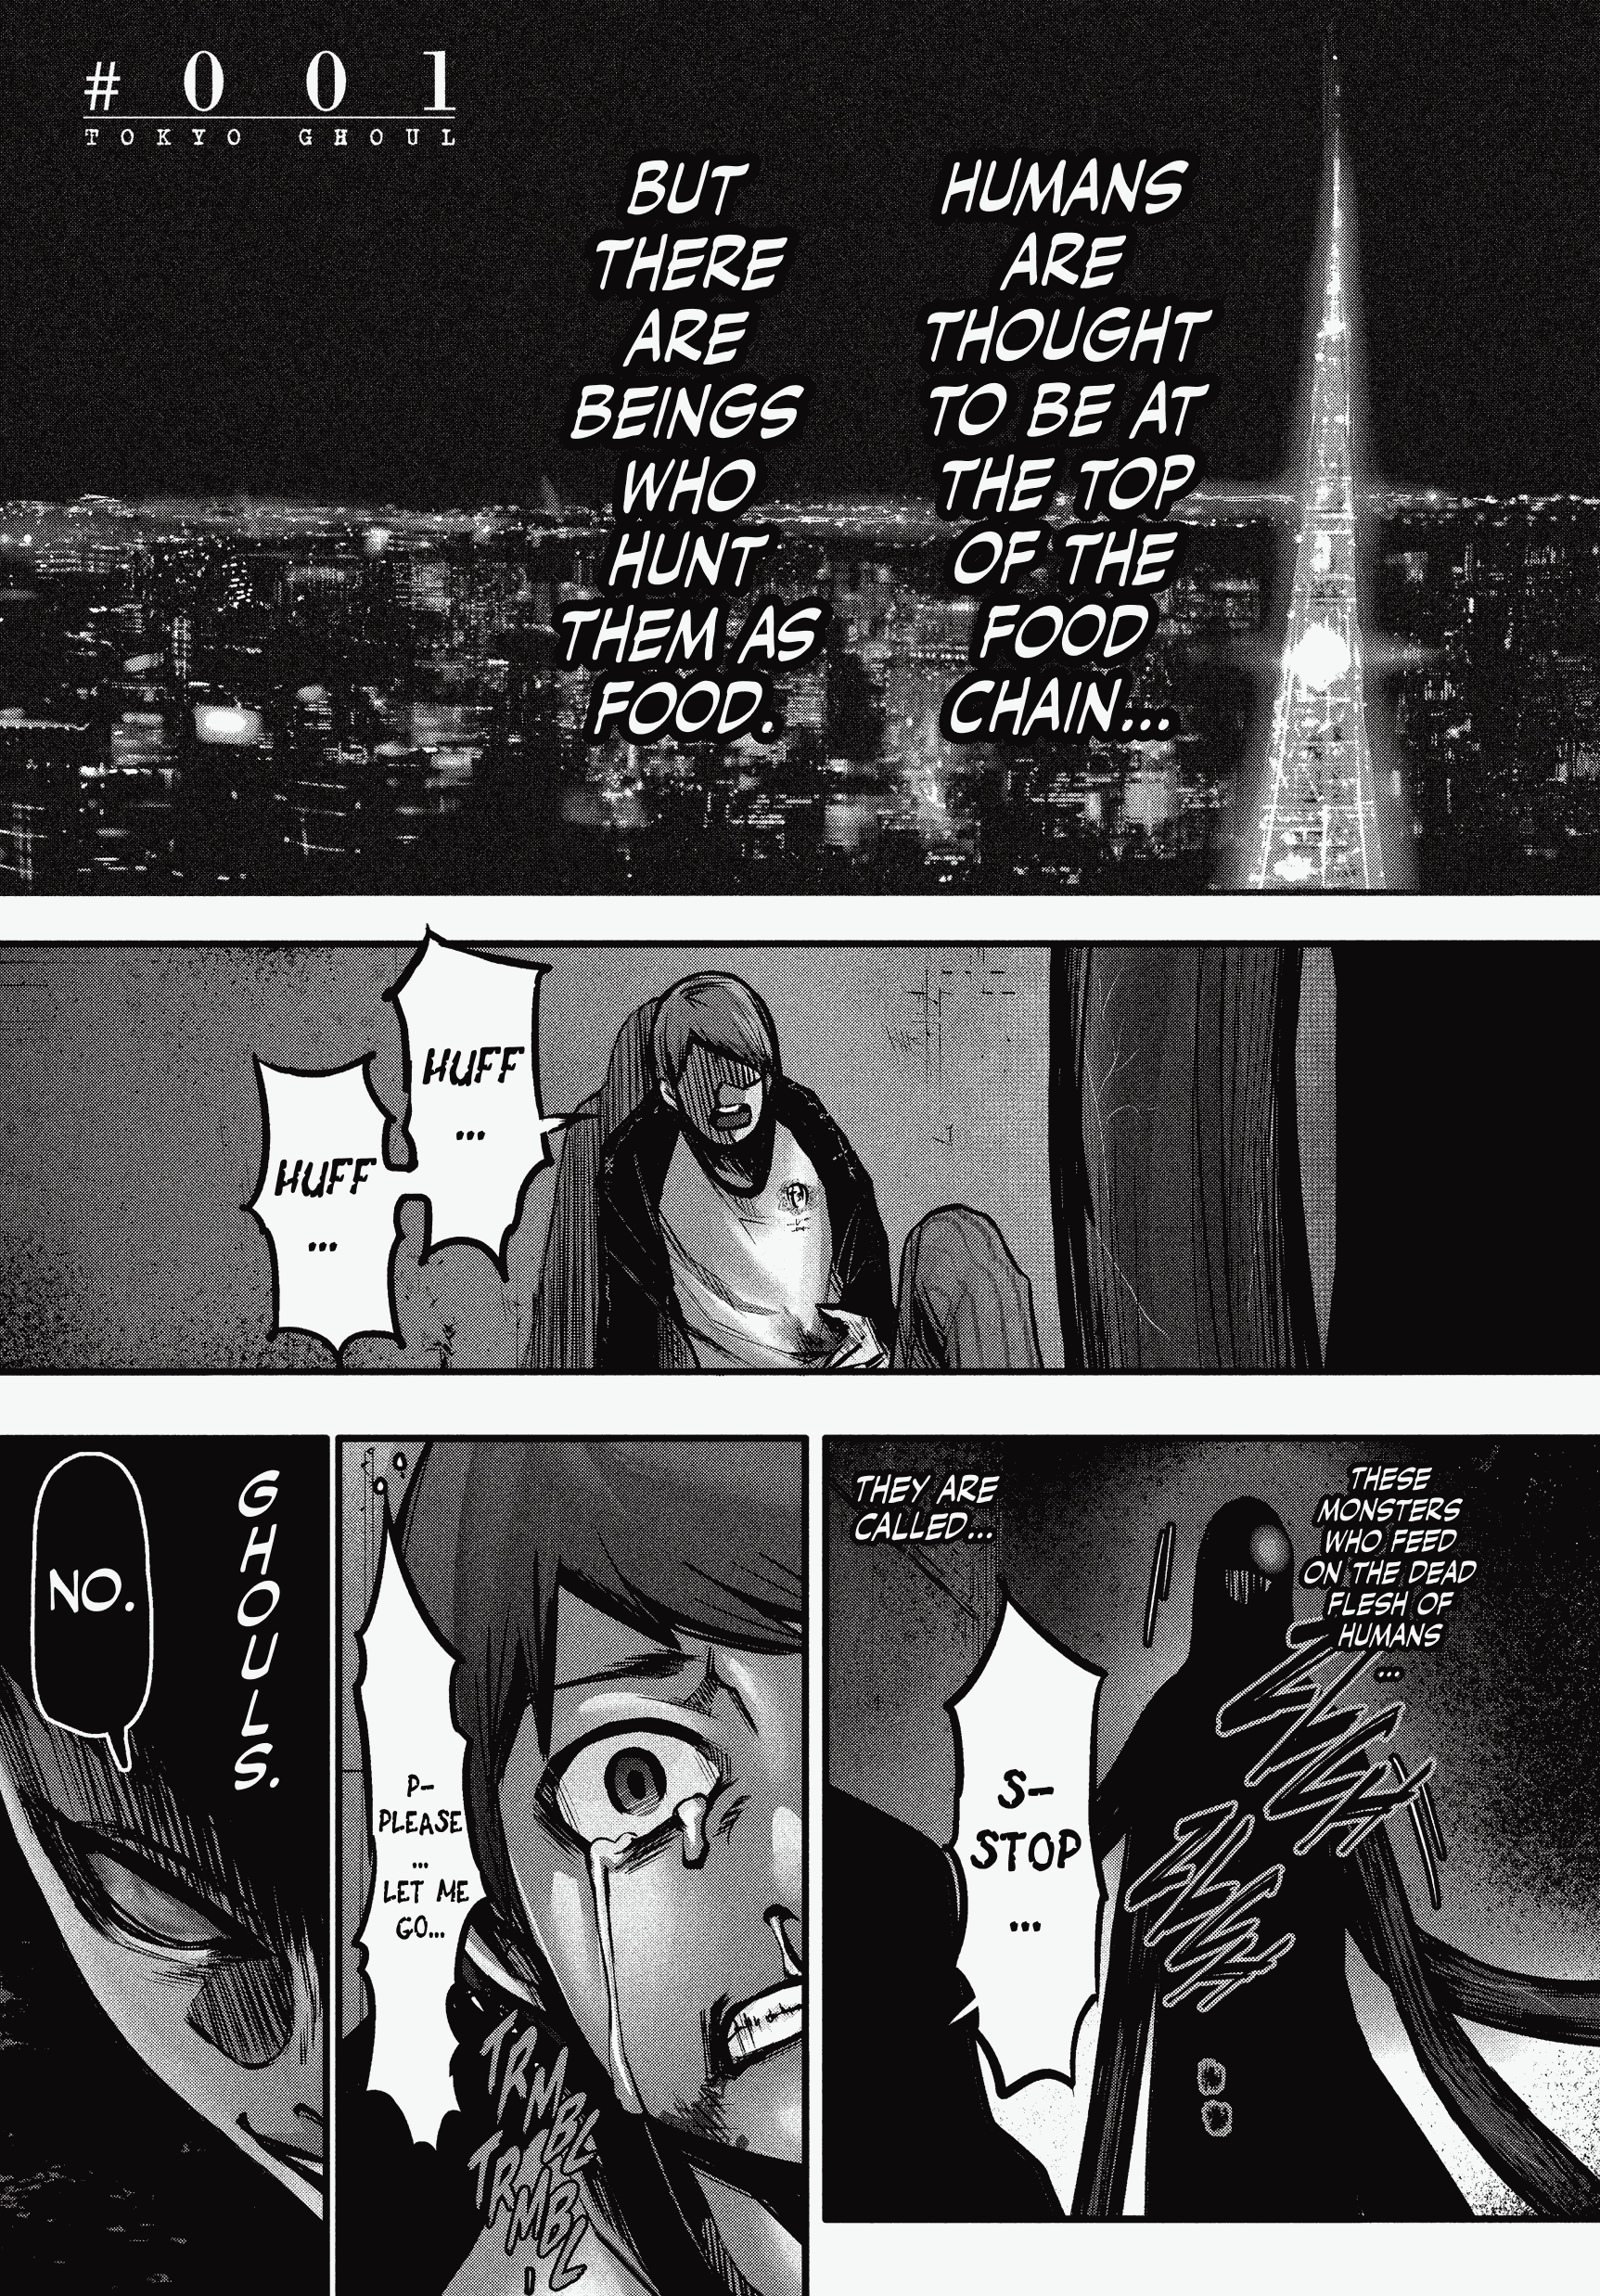 #001
TOKYO GHOUL
HUMANS
ARE
THOUGHT
TO BE AT
THE TOP
OF THE
FOOD
CHAIN...
BUT
THERE
ARE
BEINGS
WHO
HUNT
THEM AS
FOOD.
HUFF
...
HUFF
...
THESE
MONSTERS
WHO FEED
ON THE DEAD
FLESH OF
HUMANS
...
THEY ARE
CALLED...
S-
STOP
...
P-
PLEASE
...
LET ME
GO...
TRMBL
TRMBL
GHOULS.
NO.